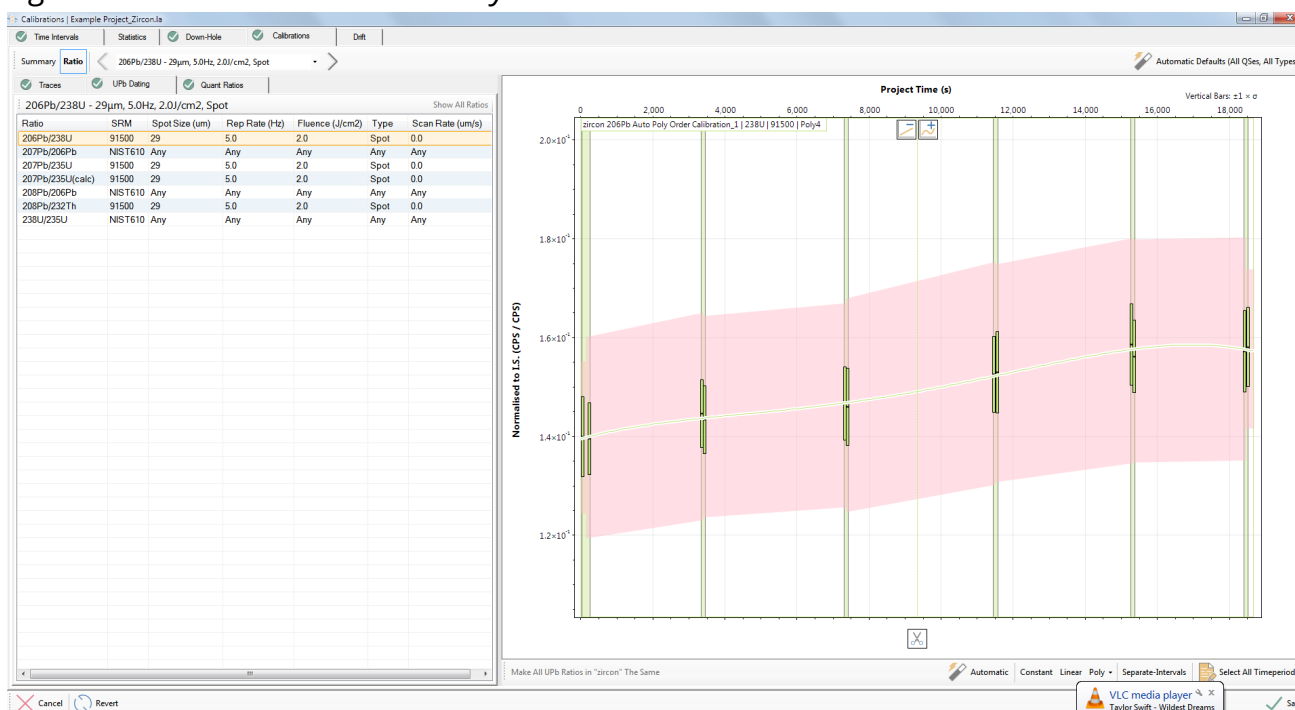 Calibrations | Example Project_Zircon.la
Time Intervals Statistics Down-Hole Calibrations Drift
Summary Ratio 206Pb/238U - 29µm, 5.0Hz, 2.0J/cm2, Spot Automatic Defaults (All QSes, All Types
Traces UPb Dating Quant Ratios
206Pb/238U - 29µm, 5.0Hz, 2.0J/cm2, Spot Show All Ratios
Ratio SRM Spot Size (um) Rep Rate (Hz) Fluence (J/cm2) Type Scan Rate (um/s)
206Pb/238U 91500 29 5.0 2.0 Spot 0.0
207Pb/206Pb NIST610 Any Any Any Any Any
207Pb/235U 91500 29 5.0 2.0 Spot 0.0
207Pb/235U(calc) 91500 29 5.0 2.0 Spot 0.0
208Pb/206Pb NIST610 Any Any Any Any Any
208Pb/232Th 91500 29 5.0 2.0 Spot 0.0
238U/235U NIST610 Any Any Any Any Any
Project Time (s)
Vertical Bars: ±1 × σ
0 2,000 4,000 6,000 8,000 10,000 12,000 14,000 16,000 18,000
zircon 206Pb Auto Poly Order Calibration_1 | 238U | 91500 | Poly4
2.0×10⁻¹
1.8×10⁻¹
1.6×10⁻¹
1.4×10⁻¹
1.2×10⁻¹
Normalised to I.S. (CPS / CPS)
Make All UPb Ratios in "zircon" The Same Automatic Constant Linear Poly Separate-Intervals Select All Timeperiod
Cancel Revert
VLC media player
Taylor Swift - Wildest Dreams
Sa